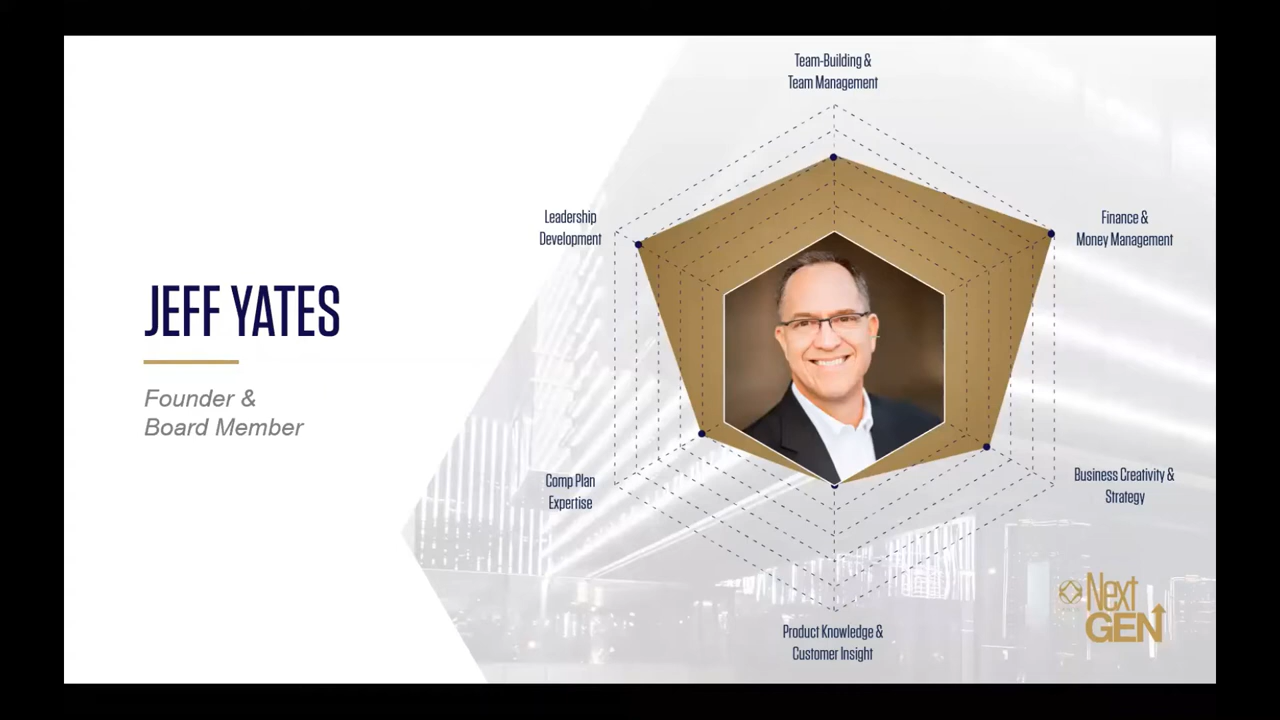 JEFF YATES
Founder &
Board Member
Team-Building &
Team Management
Leadership
Development
Finance &
Money Management
Comp Plan
Expertise
Business Creativity &
Strategy
Product Knowledge &
Customer Insight
Next
GEN